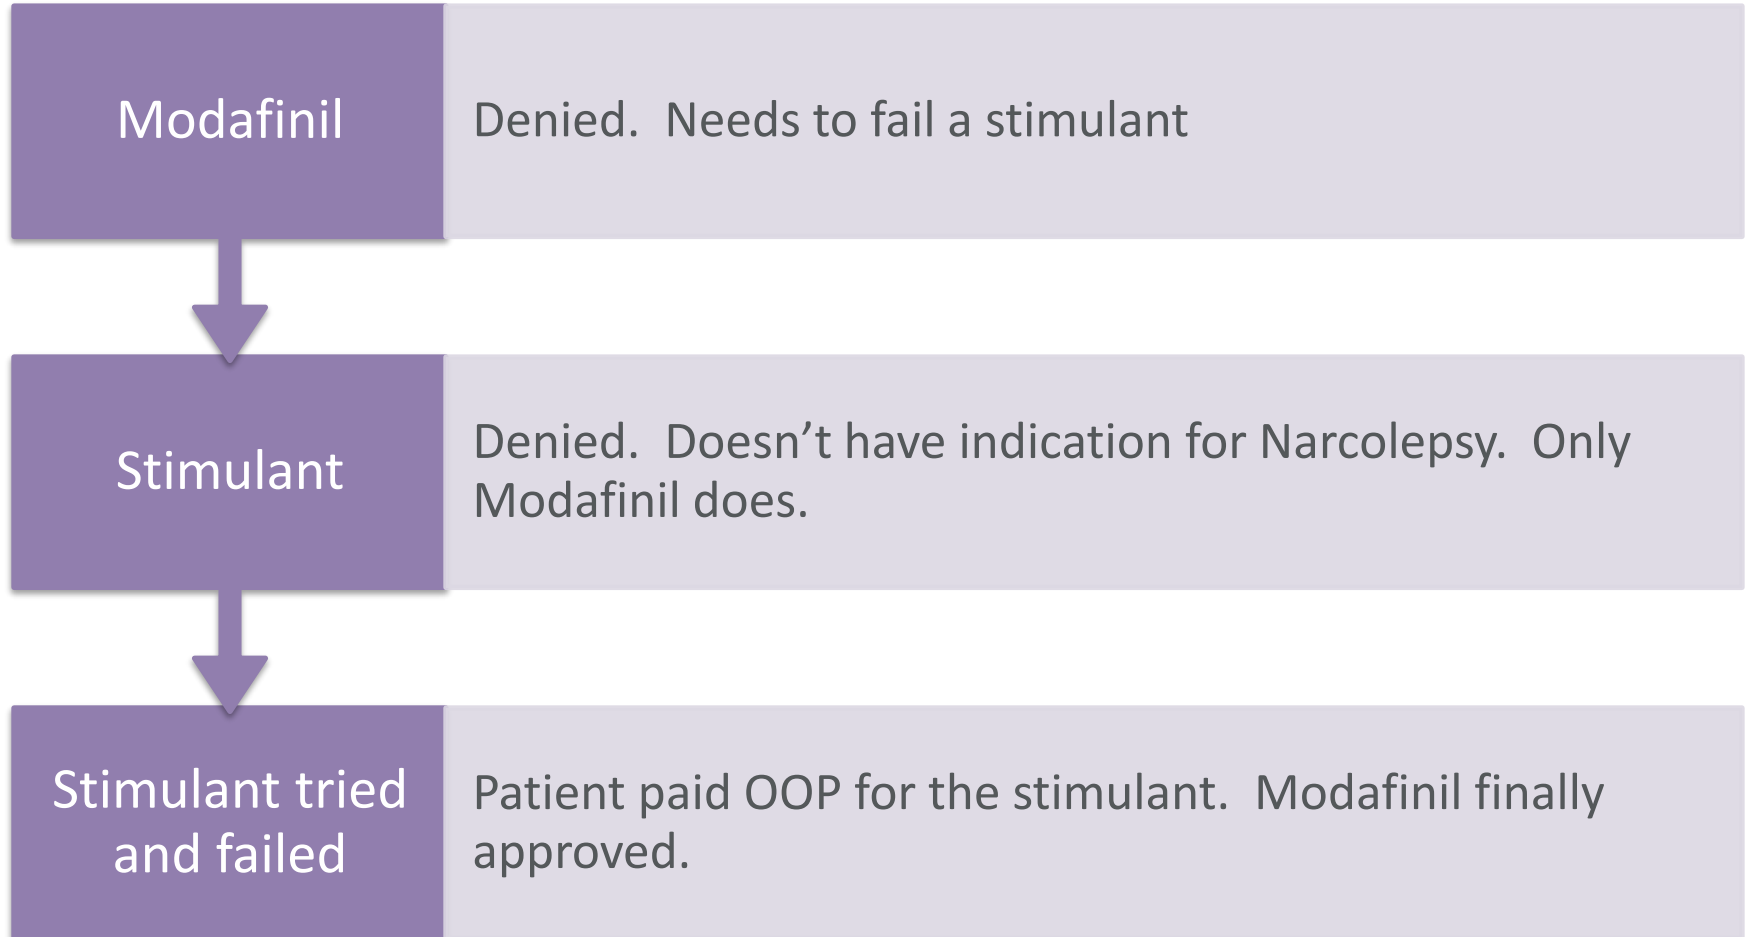 Modafinil
Denied.  Needs to fail a stimulant
Stimulant
Denied.  Doesn’t have indication for Narcolepsy.  Only
Modafinil does.
Stimulant tried
and failed
Patient paid OOP for the stimulant.  Modafinil finally
approved.